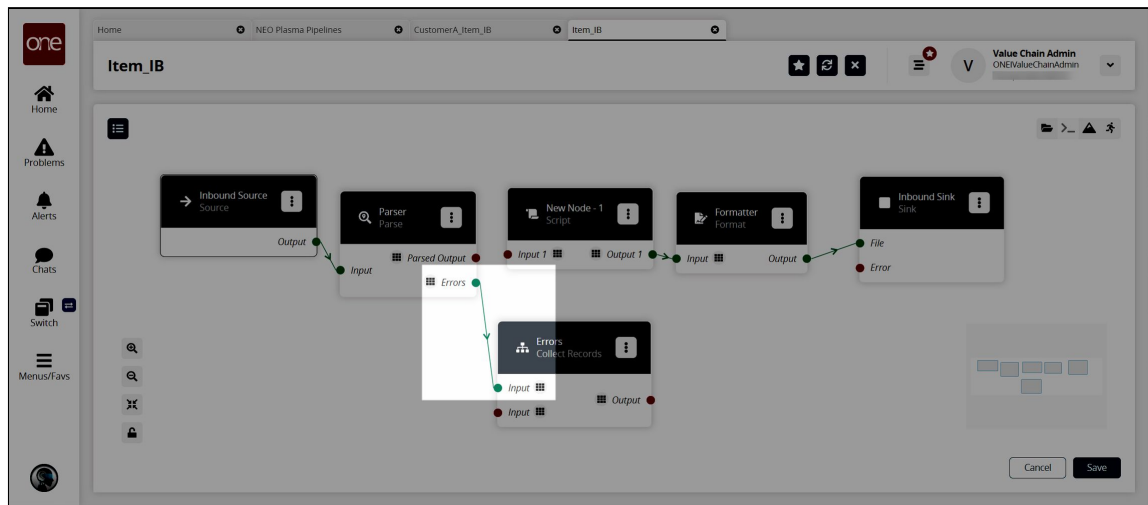 one
Home
Problems
Alerts
Chats
Switch
Menus/Favs
Home
NEO Plasma Pipelines
CustomerA_Item_IB
Item_IB
Item_IB
V
Value Chain Admin
ONE\ValueChainAdmin
Inbound Source
Source
Output
Parser
Parse
Parsed Output
Input
Errors
New Node - 1
Script
Input 1
Output 1
Formatter
Format
Input
Output
Inbound Sink
Sink
File
Error
Errors
Collect Records
Input
Output
Input
Cancel
Save